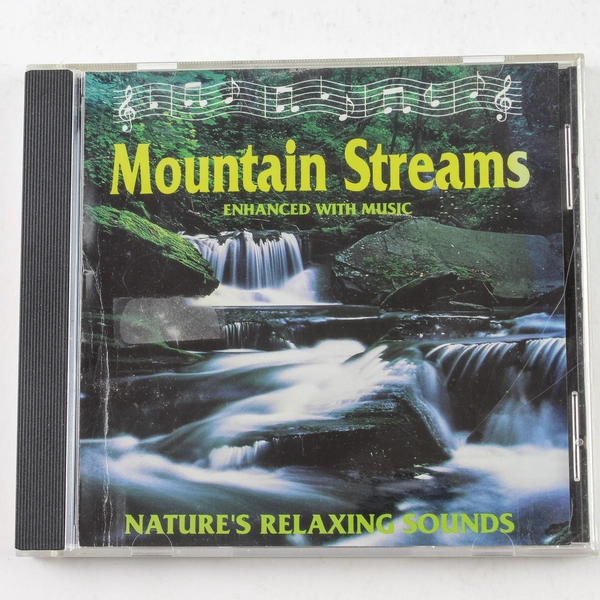 Mountain Streams
ENHANCED WITH MUSIC
NATURE'S RELAXING SOUNDS